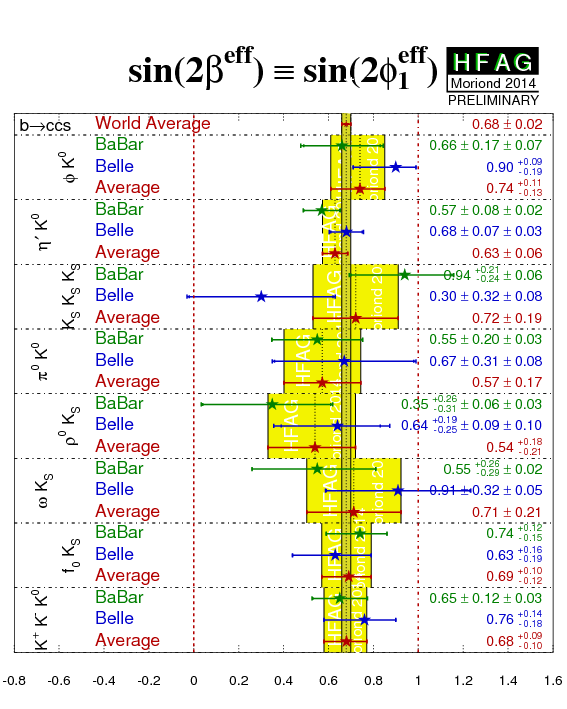 sin(2β^eff) ≡ sin(2ϕ₁^eff)
HFAG
Moriond 2014
PRELIMINARY
b→ccs World Average 0.68 ± 0.02
φ K⁰
BaBar 0.66 ± 0.17 ± 0.07
Belle 0.90 +0.09 -0.19
Average 0.74 +0.11 -0.13
η′ K⁰
BaBar 0.57 ± 0.08 ± 0.02
Belle 0.68 ± 0.07 ± 0.03
Average 0.63 ± 0.06
K_S K_S K_S
BaBar 0.94 +0.21 -0.24 ± 0.06
Belle 0.30 ± 0.32 ± 0.08
Average 0.72 ± 0.19
π⁰ K⁰
BaBar 0.55 ± 0.20 ± 0.03
Belle 0.67 ± 0.31 ± 0.08
Average 0.57 ± 0.17
ρ⁰ K_S
BaBar 0.35 +0.26 -0.31 ± 0.06 ± 0.03
Belle 0.64 +0.19 -0.25 ± 0.09 ± 0.10
Average 0.54 +0.18 -0.21
ω K_S
BaBar 0.55 +0.26 -0.29 ± 0.02
Belle 0.91 ± 0.32 ± 0.05
Average 0.71 ± 0.21
f₀ K_S
BaBar 0.74 +0.12 -0.15
Belle 0.63 +0.16 -0.19
Average 0.69 +0.10 -0.12
K⁺ K⁻ K⁰
BaBar 0.65 ± 0.12 ± 0.03
Belle 0.76 +0.14 -0.18
Average 0.68 +0.09 -0.10
-0.8 -0.6 -0.4 -0.2 0 0.2 0.4 0.6 0.8 1 1.2 1.4 1.6